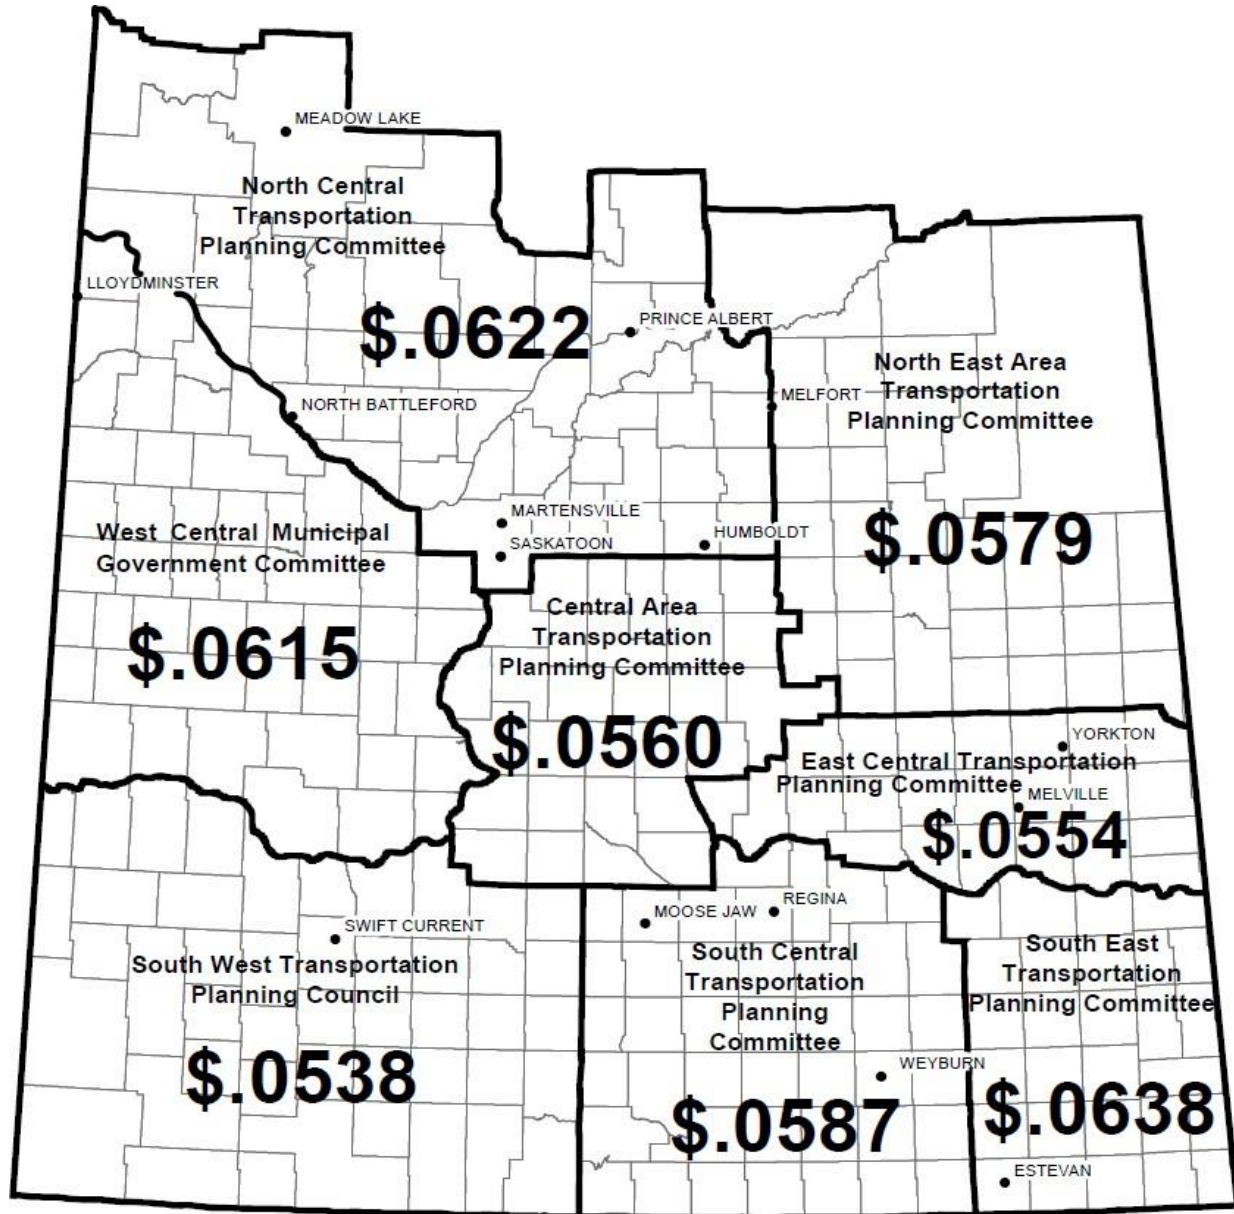 MEADOW LAKE
North Central
Transportation
Planning Committee
LLOYDMINSTER
$.0622
PRINCE ALBERT
North East Area
Transportation
Planning Committee
MELFORT
NORTH BATTLEFORD
MARTENSVILLE
SASKATOON
HUMBOLDT
$.0579
West Central Municipal
Government Committee
$.0615
Central Area
Transportation
Planning Committee
$.0560
YORKTON
East Central Transportation
Planning Committee
MELVILLE
$.0554
SWIFT CURRENT
South West Transportation
Planning Council
$.0538
MOOSE JAW
REGINA
South Central
Transportation
Planning
Committee
WEYBURN
$.0587
South East
Transportation
Planning Committee
$.0638
ESTEVAN